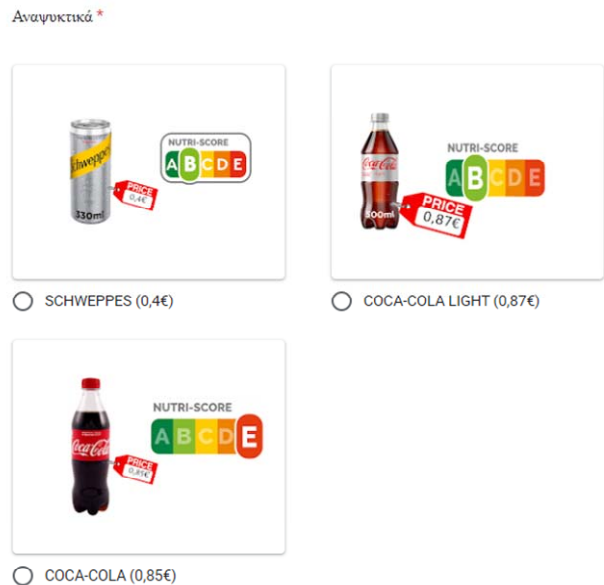 Αναψυκτικά *
Schweppes
NUTRI-SCORE
A B C D E
PRICE
0,4€
330ml
SCHWEPPES (0,4€)
NUTRI-SCORE
A B C D E
Coca-Cola
PRICE
0,87€
500ml
COCA-COLA LIGHT (0,87€)
NUTRI-SCORE
A B C D E
Coca-Cola
PRICE
0,85€
COCA-COLA (0,85€)